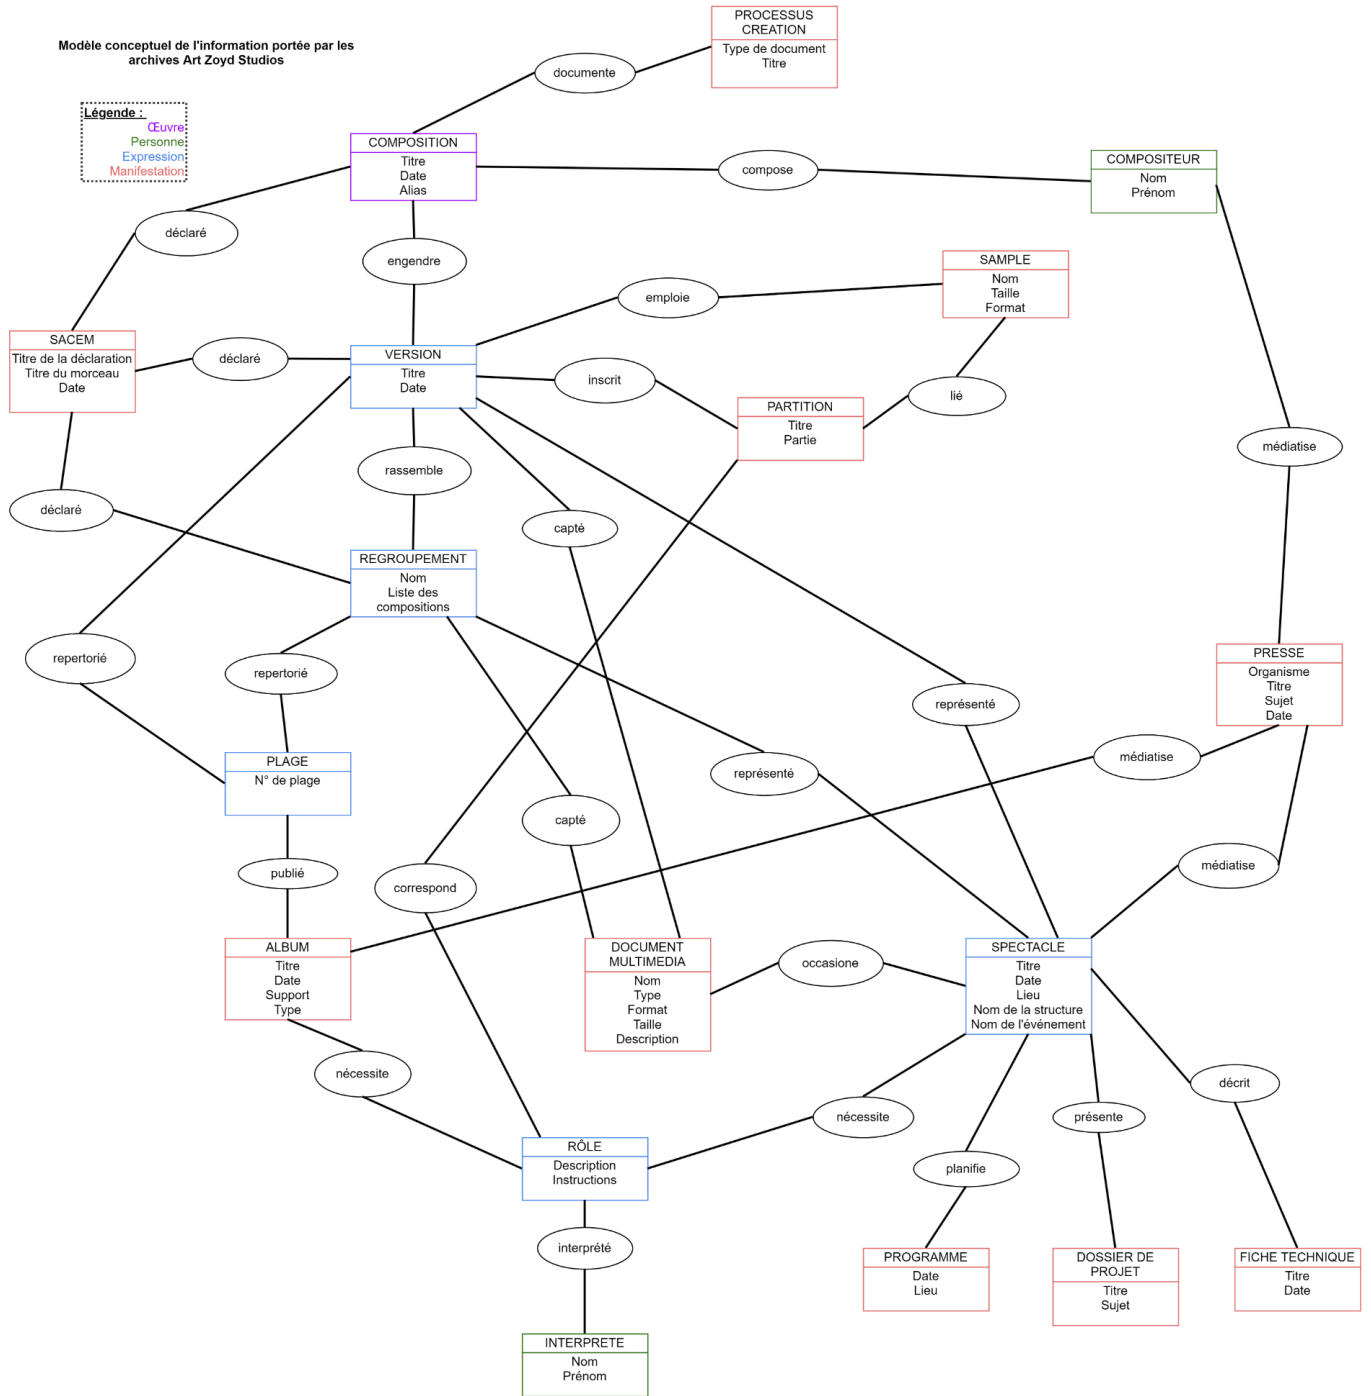 PROCESSUS
CREATION
Type de document
Titre
Modèle conceptuel de l'information portée par les
archives Art Zoyd Studios
documente
Légende :
Œuvre
Personne
Expression
Manifestation
COMPOSITION
Titre
Date
Alias
compose
COMPOSITEUR
Nom
Prénom
déclaré
engendre
SAMPLE
Nom
Taille
Format
emploie
SACEM
Titre de la déclaration
Titre du morceau
Date
déclaré
VERSION
Titre
Date
inscrit
lié
PARTITION
Titre
Partie
médiatise
rassemble
déclaré
capté
REGROUPEMENT
Nom
Liste des
compositions
repertorié
repertorié
PRESSE
Organisme
Titre
Sujet
Date
représenté
médiatise
PLAGE
N° de plage
représenté
capté
publié
médiatise
correspond
ALBUM
Titre
Date
Support
Type
DOCUMENT
MULTIMEDIA
Nom
Type
Format
Taille
Description
occasione
SPECTACLE
Titre
Date
Lieu
Nom de la structure
Nom de l'événement
nécessite
décrit
nécessite
présente
RÔLE
Description
Instructions
planifie
interprété
PROGRAMME
Date
Lieu
DOSSIER DE
PROJET
Titre
Sujet
FICHE TECHNIQUE
Titre
Date
INTERPRETE
Nom
Prénom